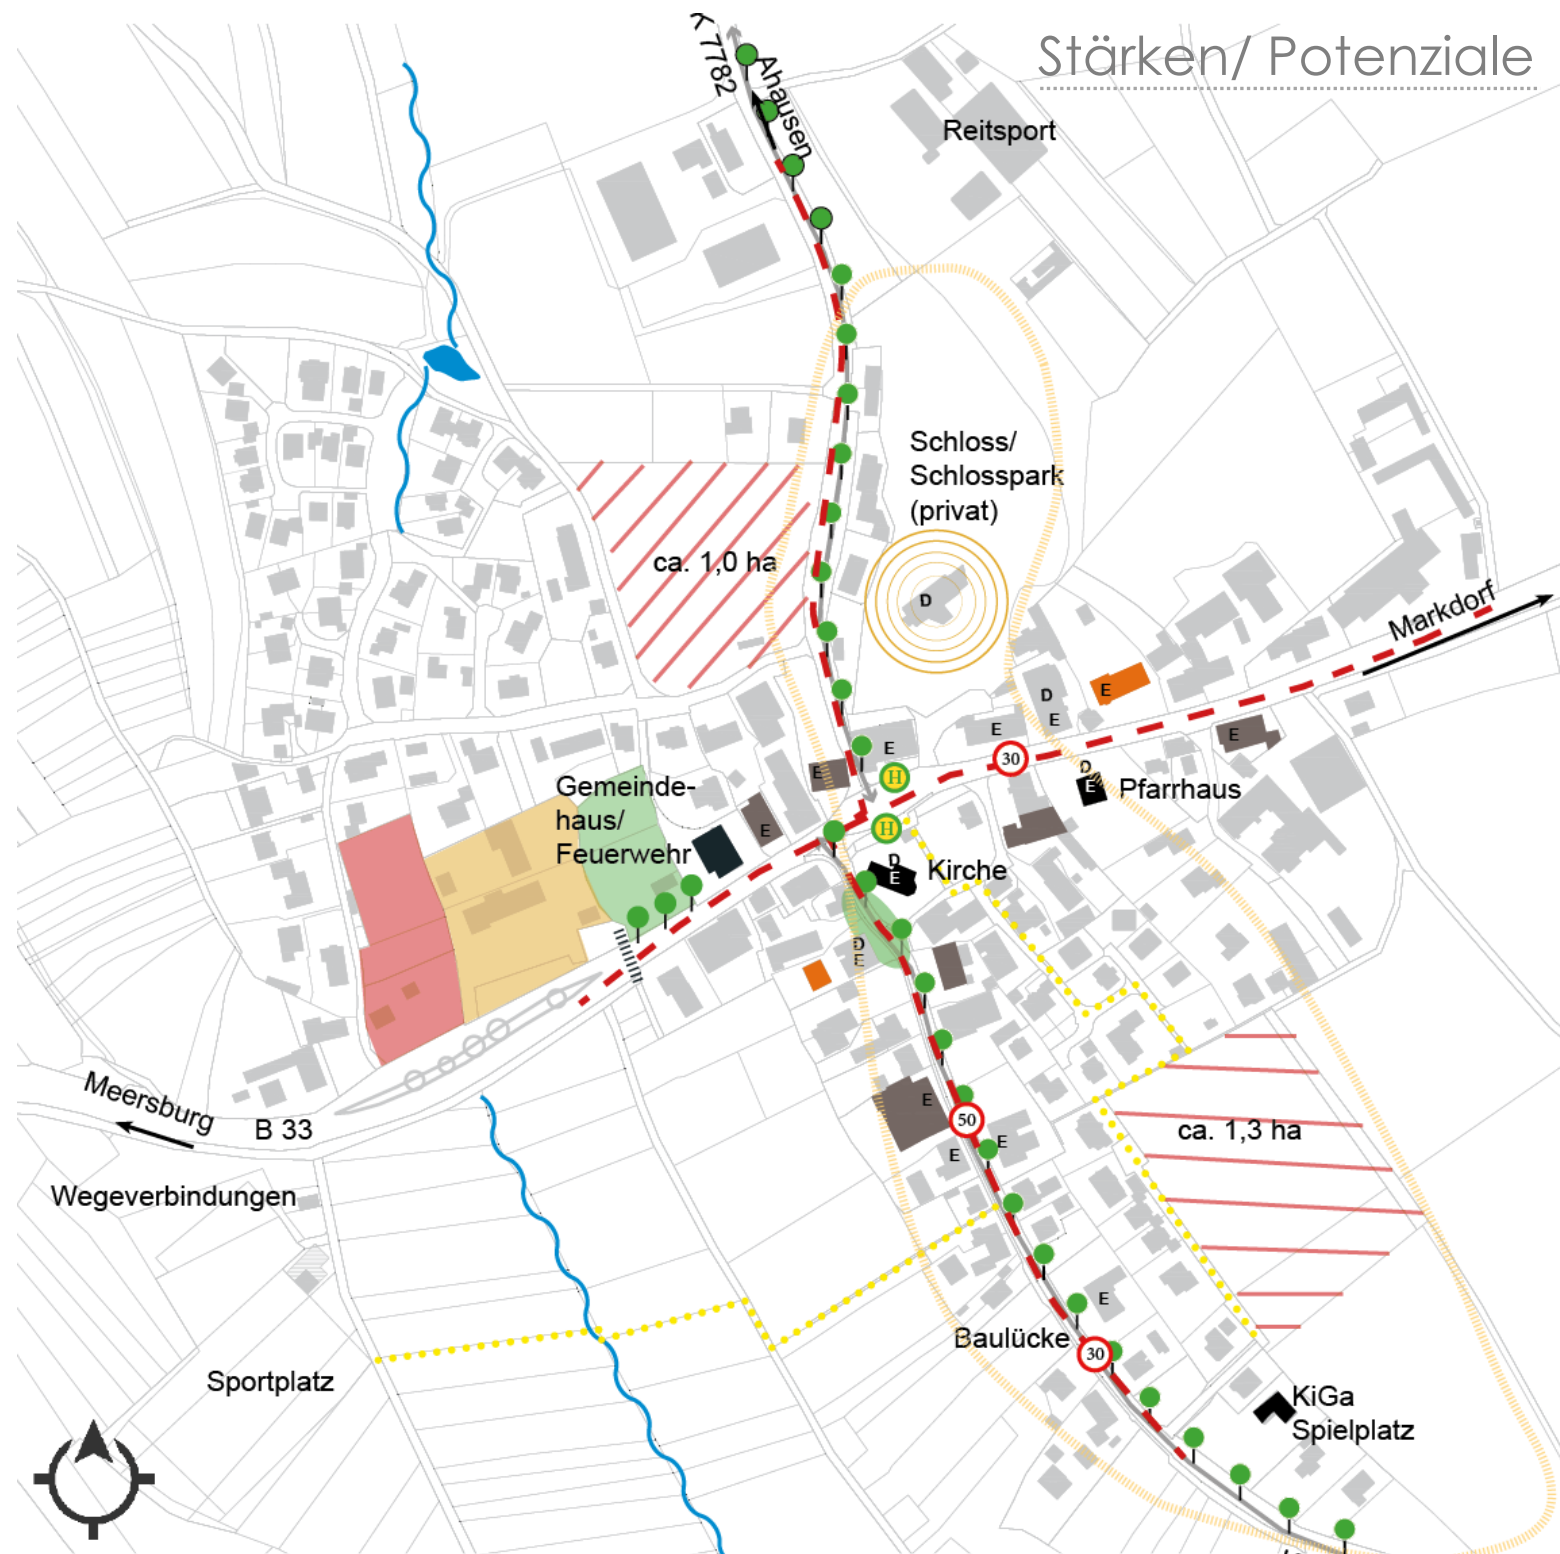 Stärken/ Potenziale
K 7782
Ahausen
Reitsport
Schloss/
Schlosspark
(privat)
ca. 1,0 ha
D
Markdorf
D
E
E
E
E
E
30
H
E
D
E
Pfarrhaus
Gemeinde-
haus/
Feuerwehr
E
H
D
E
Kirche
D
E
Meersburg
B 33
E
50
E
E
ca. 1,3 ha
Wegeverbindungen
E
Baulücke
30
Sportplatz
KiGa
Spielplatz